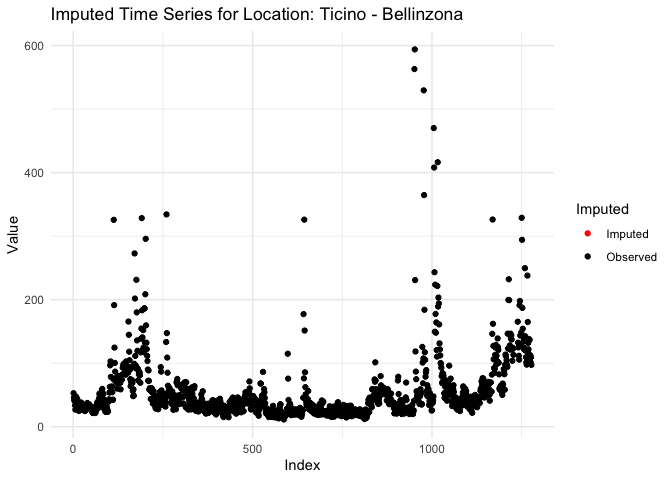 Imputed Time Series for Location: Ticino - Bellinzona
600
400
200
0
Value
0 500 1000
Index
Imputed
Imputed
Observed